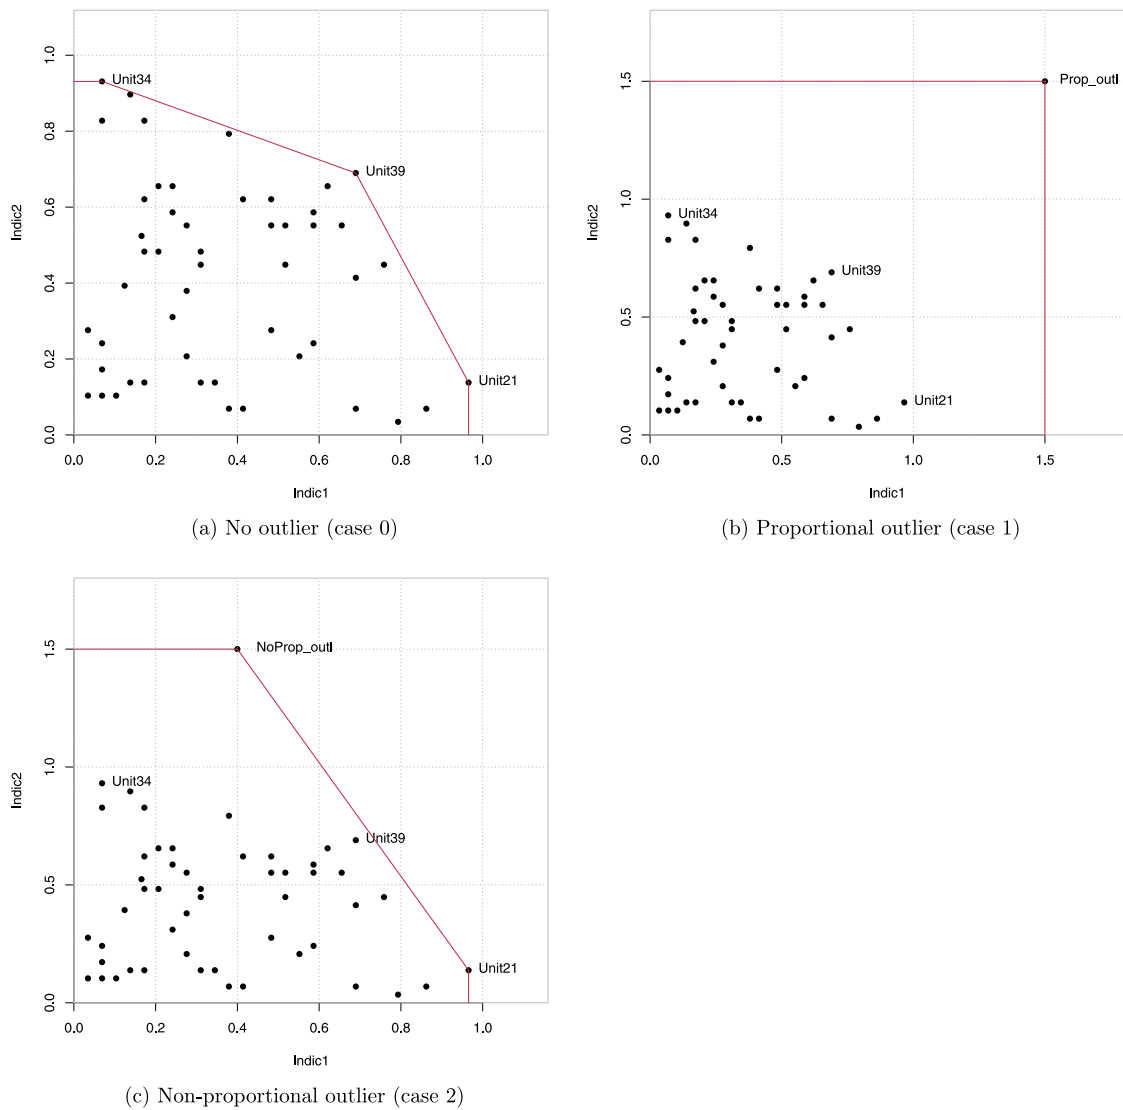 1.0
0.8
0.6
0.4
0.2
0.0
Indic2
Unit34
Unit39
Unit21
0.0 0.2 0.4 0.6 0.8 1.0
Indic1
(a) No outlier (case 0)
1.5
1.0
0.5
0.0
Indic2
Prop_outl
Unit34
Unit39
Unit21
0.0 0.5 1.0 1.5
Indic1
(b) Proportional outlier (case 1)
1.5
1.0
0.5
0.0
Indic2
NoProp_outl
Unit34
Unit39
Unit21
0.0 0.2 0.4 0.6 0.8 1.0
Indic1
(c) Non-proportional outlier (case 2)